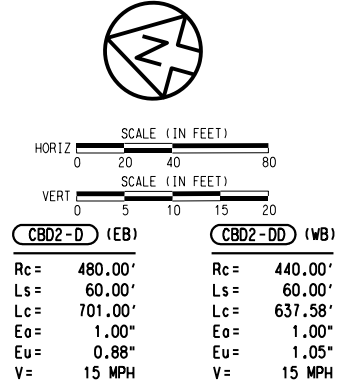 N
SCALE (IN FEET)
HORIZ
0 20 40 80
SCALE (IN FEET)
VERT
0 5 10 15 20
CBD2-D (EB) CBD2-DD (WB)
Rc= 480.00' Rc= 440.00'
Ls= 60.00' Ls= 60.00'
Lc= 701.00' Lc= 637.58'
Ea= 1.00" Ea= 1.00"
Eu= 0.88" Eu= 1.05"
V= 15 MPH V= 15 MPH